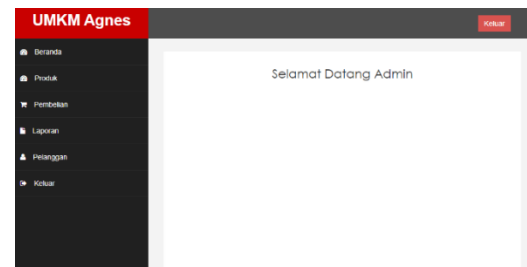 UMKM Agnes
Keluar
Beranda
Produk
Pembelian
Laporan
Pelanggan
Keluar
Selamat Datang Admin